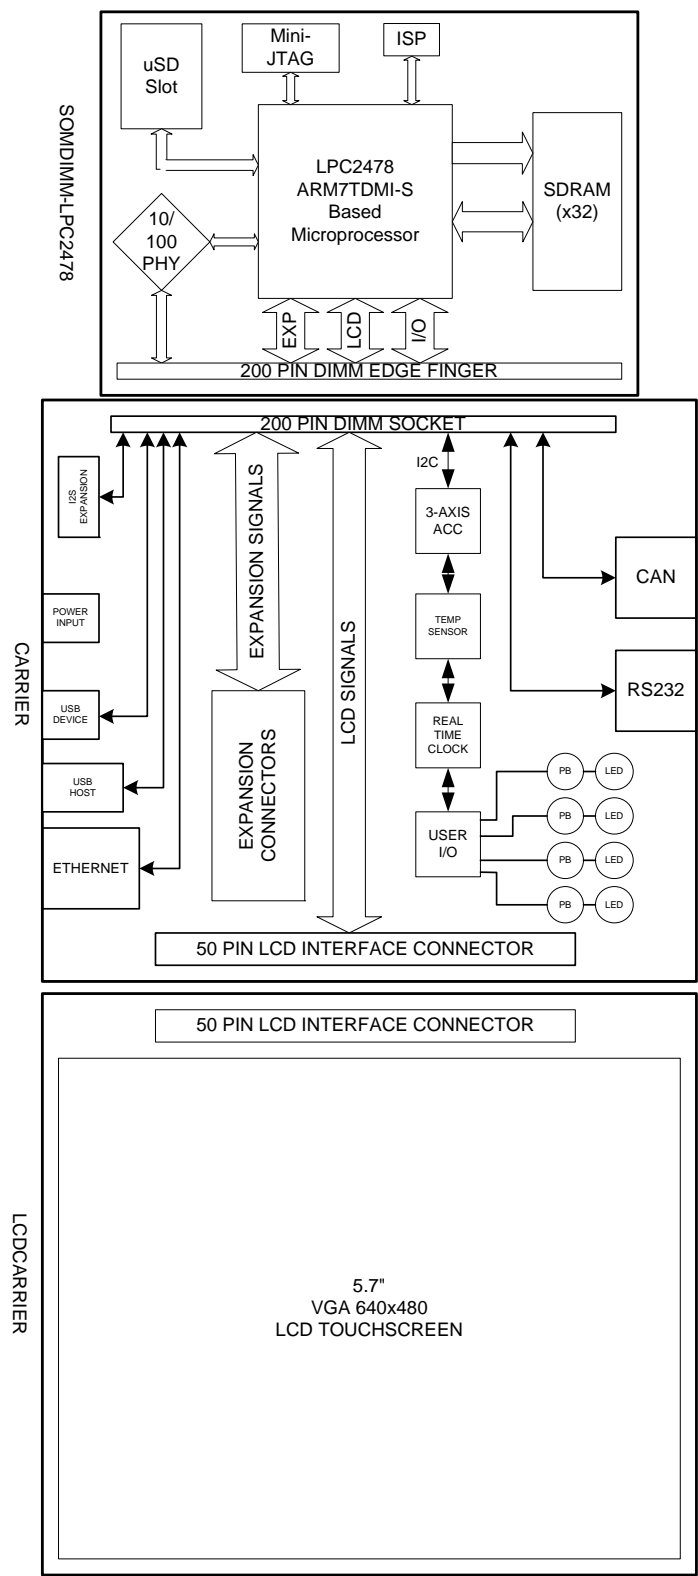 SOMDIMM-LPC2478
uSD
Slot
Mini-
JTAG
ISP
LPC2478
ARM7TDMI-S
Based
Microprocessor
SDRAM
(x32)
10/
100
PHY
EXP
LCD
I/O
200 PIN DIMM EDGE FINGER
CARRIER
200 PIN DIMM SOCKET
I2S
EXPANSION
POWER
INPUT
USB
DEVICE
USB
HOST
ETHERNET
EXPANSION SIGNALS
EXPANSION
CONNECTORS
LCD SIGNALS
I2C
3-AXIS
ACC
TEMP
SENSOR
REAL
TIME
CLOCK
USER
I/O
CAN
RS232
PB LED
PB LED
PB LED
PB LED
50 PIN LCD INTERFACE CONNECTOR
LCDCARRIER
50 PIN LCD INTERFACE CONNECTOR
5.7"
VGA 640x480
LCD TOUCHSCREEN